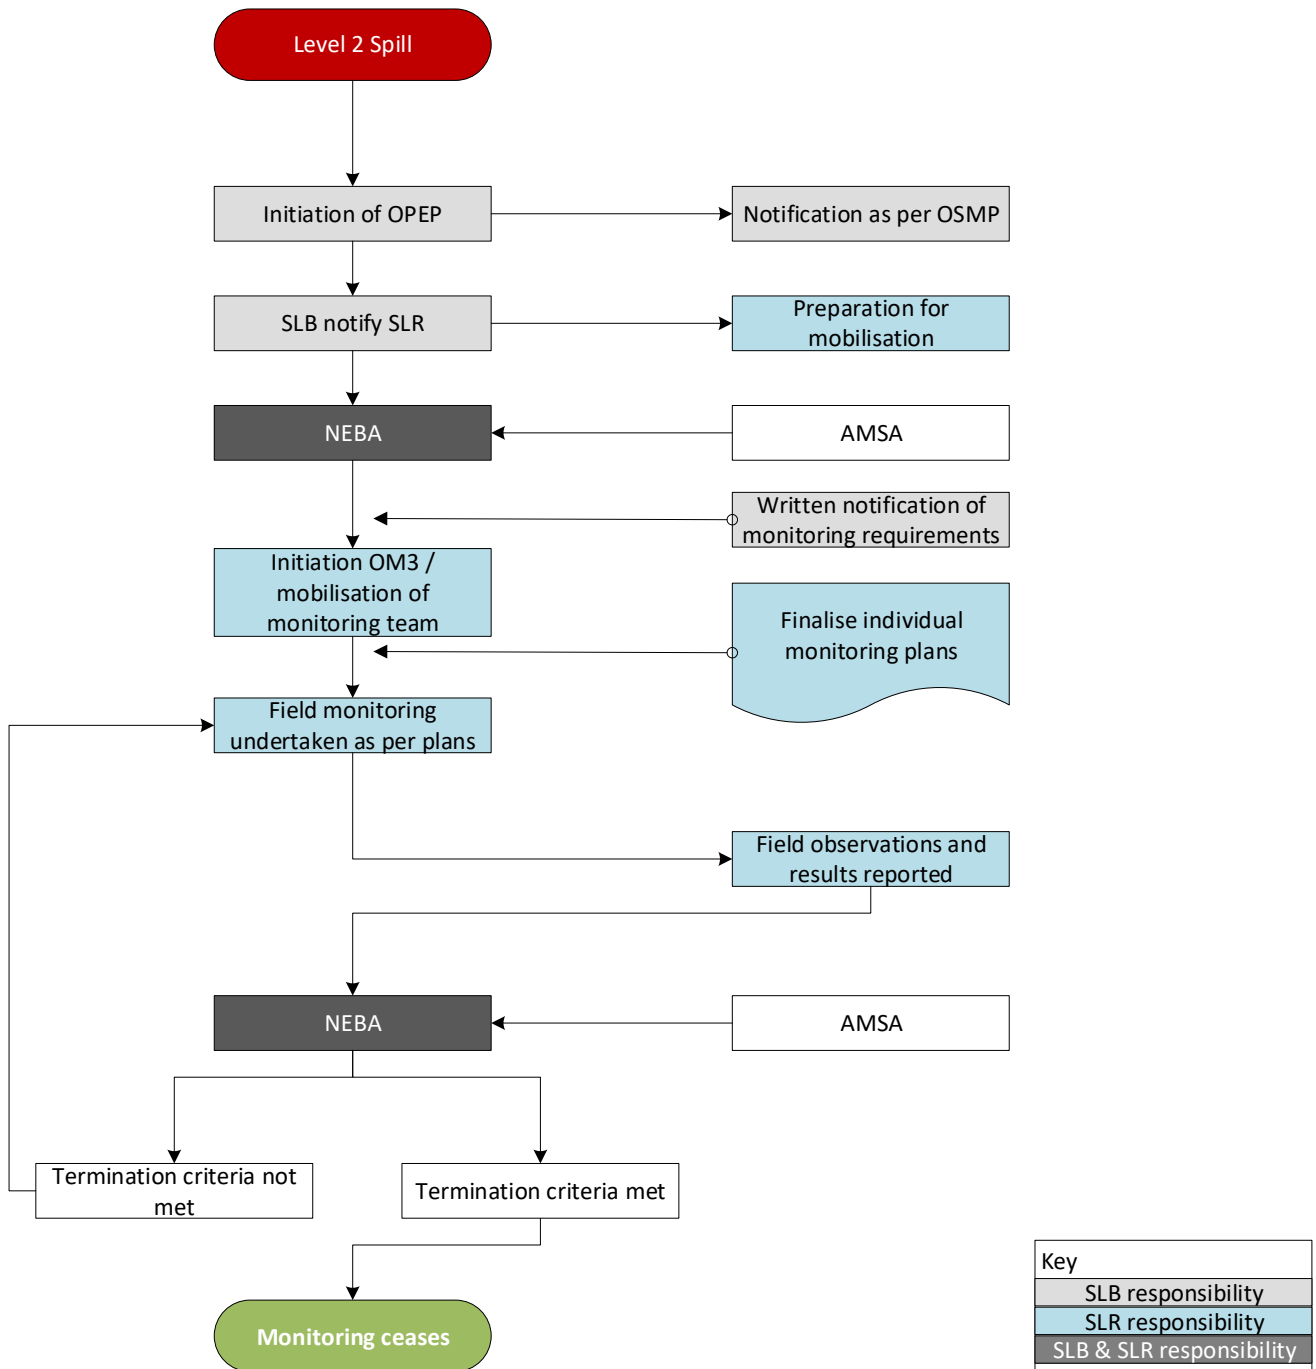 Level 2 Spill
Initiation of OPEP
Notification as per OSMP
SLB notify SLR
Preparation for
mobilisation
NEBA
AMSA
Written notification of
monitoring requirements
Initiation OM3 /
mobilisation of
monitoring team
Finalise individual
monitoring plans
Field monitoring
undertaken as per plans
Field observations and
results reported
NEBA
AMSA
Termination criteria not
met
Termination criteria met
Monitoring ceases
Key
SLB responsibility
SLR responsibility
SLB & SLR responsibility